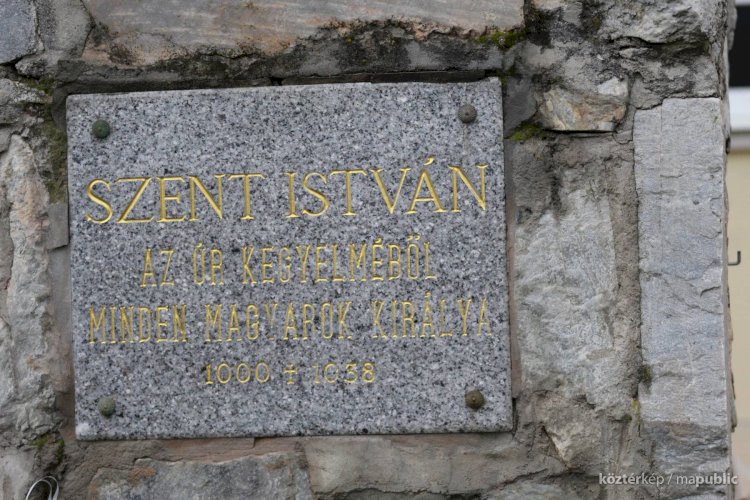 SZENT ISTVÁN
AZ ÚR KEGYELMÉBŐL
MINDEN MAGYAROK KIRÁLYA
1000 ✝ 1038
köztérkép / mapublic